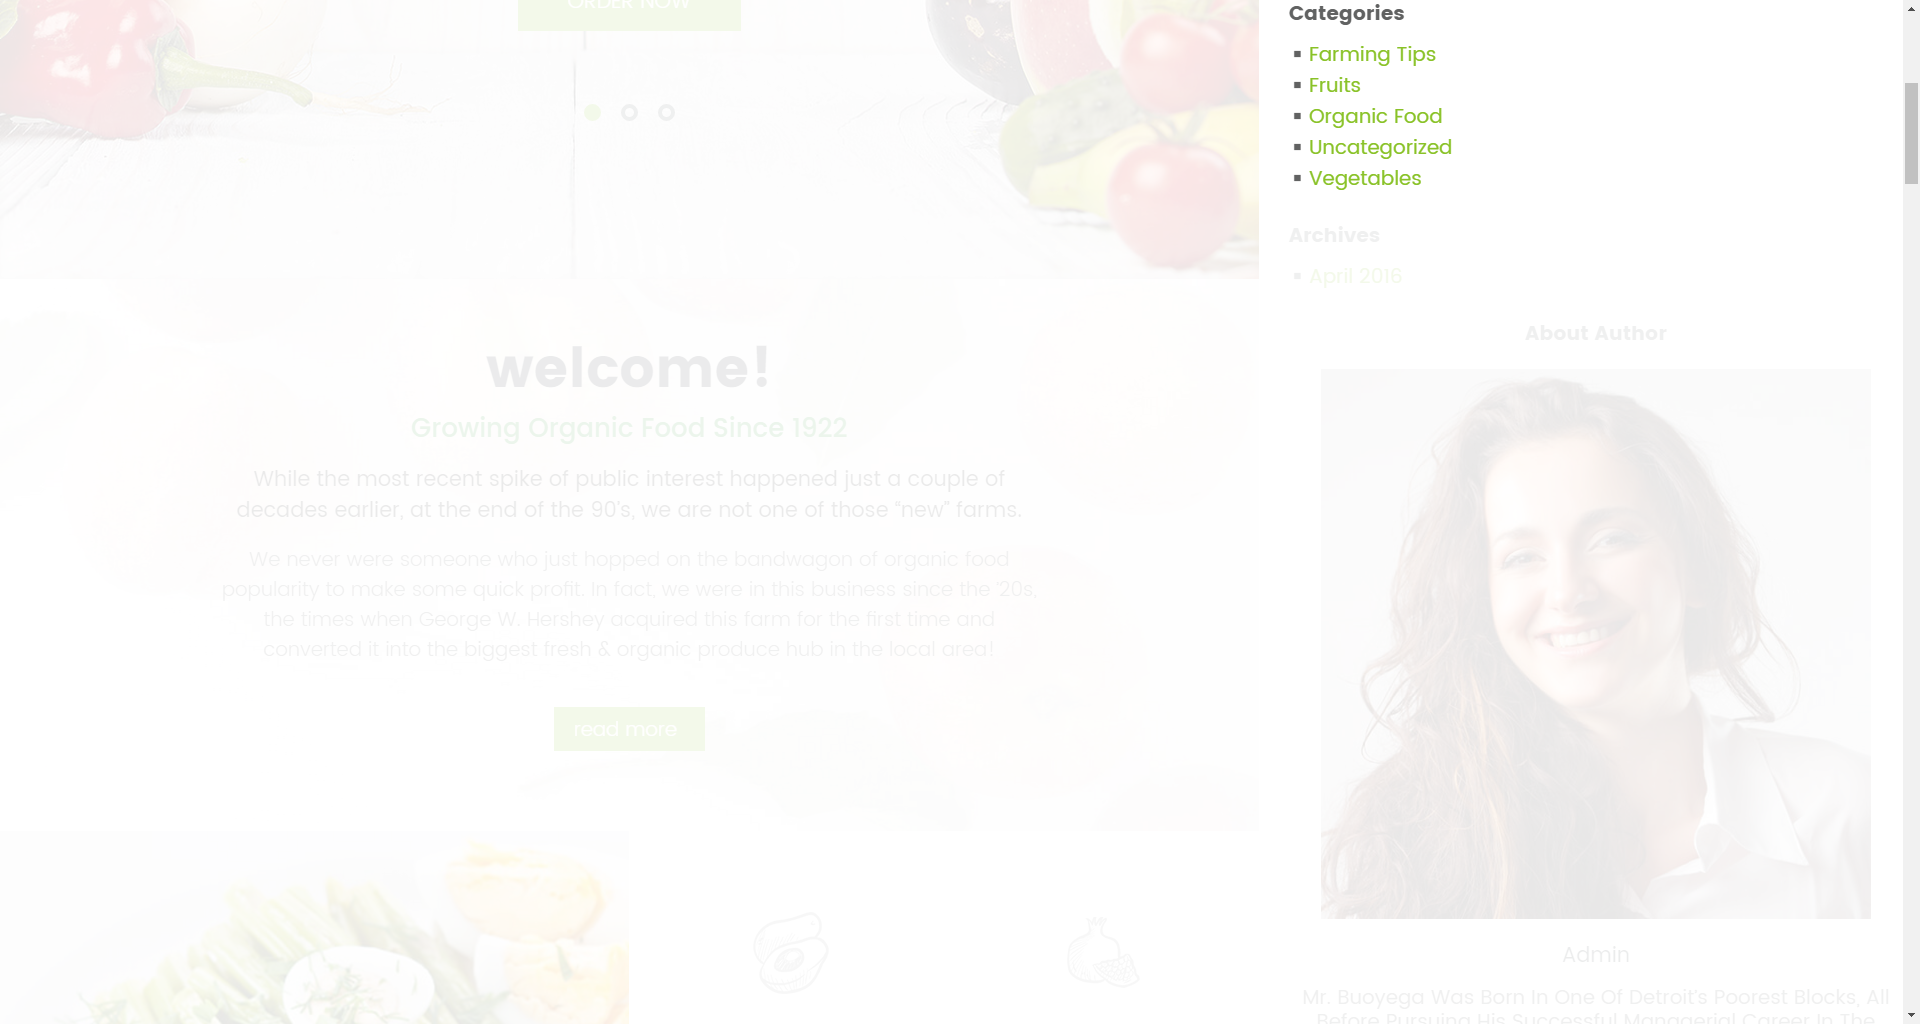 ORDER NOW
welcome!
Growing Organic Food Since 1922
While the most recent spike of public interest happened just a couple of
decades earlier, at the end of the 90's, we are not one of those “new” farms.
We never were someone who just hopped on the bandwagon of organic food
popularity to make some quick profit. In fact, we were in this business since the '20s,
the times when George W. Hershey acquired this farm for the first time and
converted it into the biggest fresh & organic produce hub in the local area!
read more
Categories
Farming Tips
Fruits
Organic Food
Uncategorized
Vegetables
Archives
April 2016
About Author
Admin
Mr. Buoyega Was Born In One Of Detroit's Poorest Blocks, All
Before Pursuing His Successful Managerial Career In The